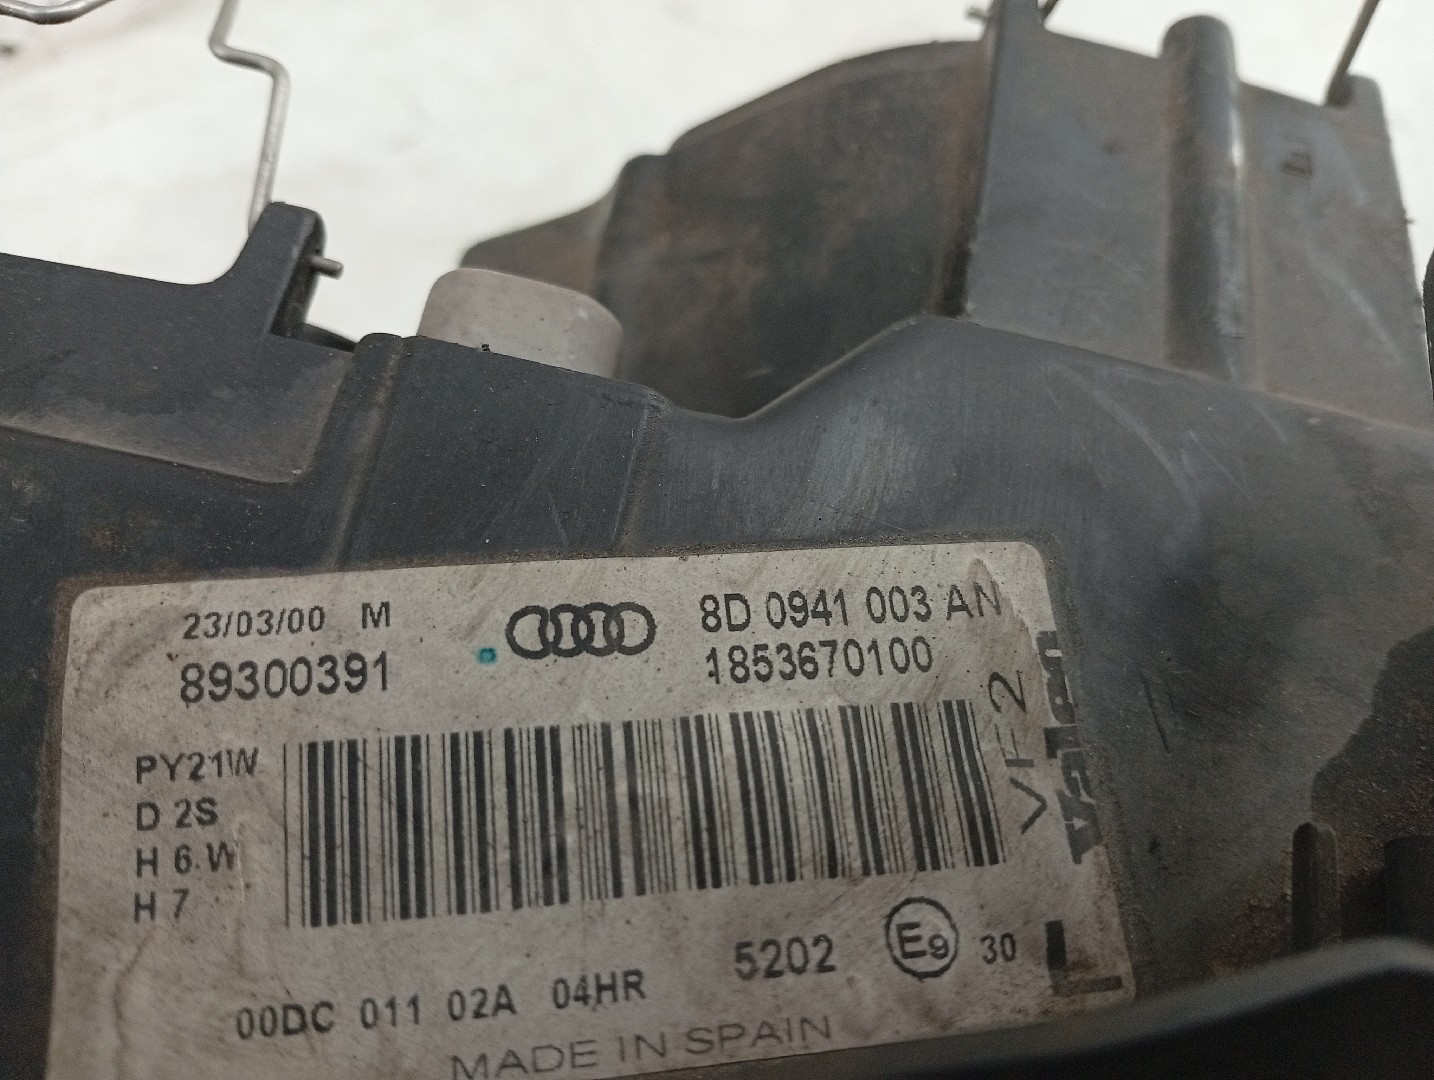 23/03/00 M
89300391
8D 0941 003 AN
1853670100
PY21W
D 2S
H 6 W
H 7
VF2
Valeo
L
5202 E9 30
00DC 011 02A 04HR
MADE IN SPAIN